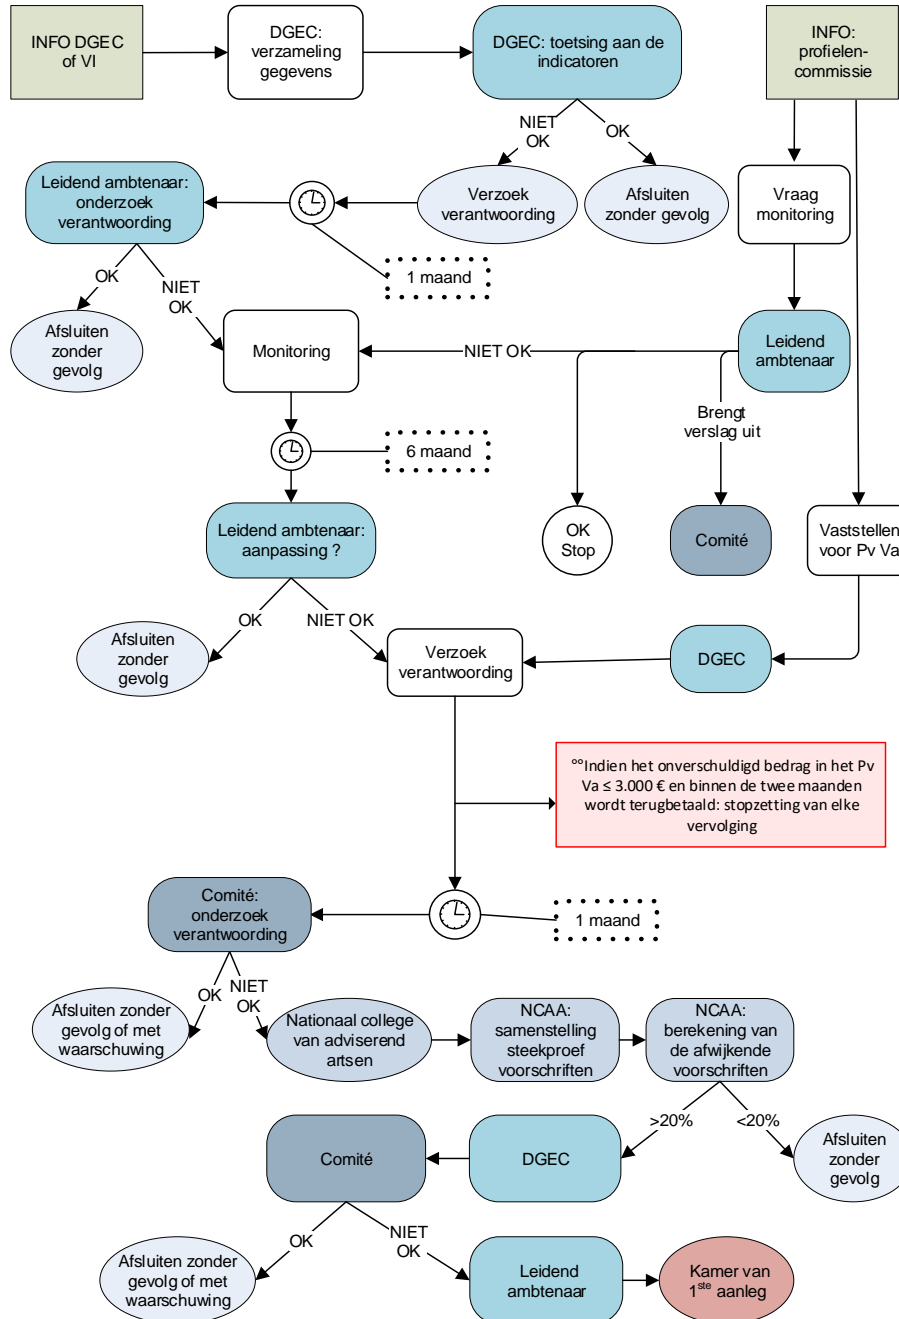 INFO DGEC
of VI
DGEC:
verzameling
gegevens
DGEC: toetsing aan de
indicatoren
INFO:
profielen-
commissie
NIET
OK
OK
Leidend ambtenaar:
onderzoek
verantwoording
Verzoek
verantwoording
Afsluiten
zonder gevolg
Vraag
monitoring
1 maand
OK
NIET
OK
Afsluiten
zonder
gevolg
Monitoring
NIET OK
Leidend
ambtenaar
Brengt
verslag uit
6 maand
Leidend ambtenaar:
aanpassing ?
OK
Stop
Comité
Vaststellen
voor Pv Va
OK
NIET OK
Afsluiten
zonder
gevolg
Verzoek
verantwoording
DGEC
°°Indien het onverschuldigd bedrag in het Pv
Va ≤ 3.000 € en binnen de twee maanden
wordt terugbetaald: stopzetting van elke
vervolging
Comité:
onderzoek
verantwoording
1 maand
OK
NIET
OK
Afsluiten zonder
gevolg of met
waarschuwing
Nationaal college
van adviserend
artsen
NCAA:
samenstelling
steekproef
voorschriften
NCAA:
berekening van
de afwijkende
voorschriften
>20%
<20%
Comité
DGEC
Afsluiten
zonder
gevolg
OK
NIET
OK
Afsluiten zonder
gevolg of met
waarschuwing
Leidend
ambtenaar
Kamer van
1ste aanleg